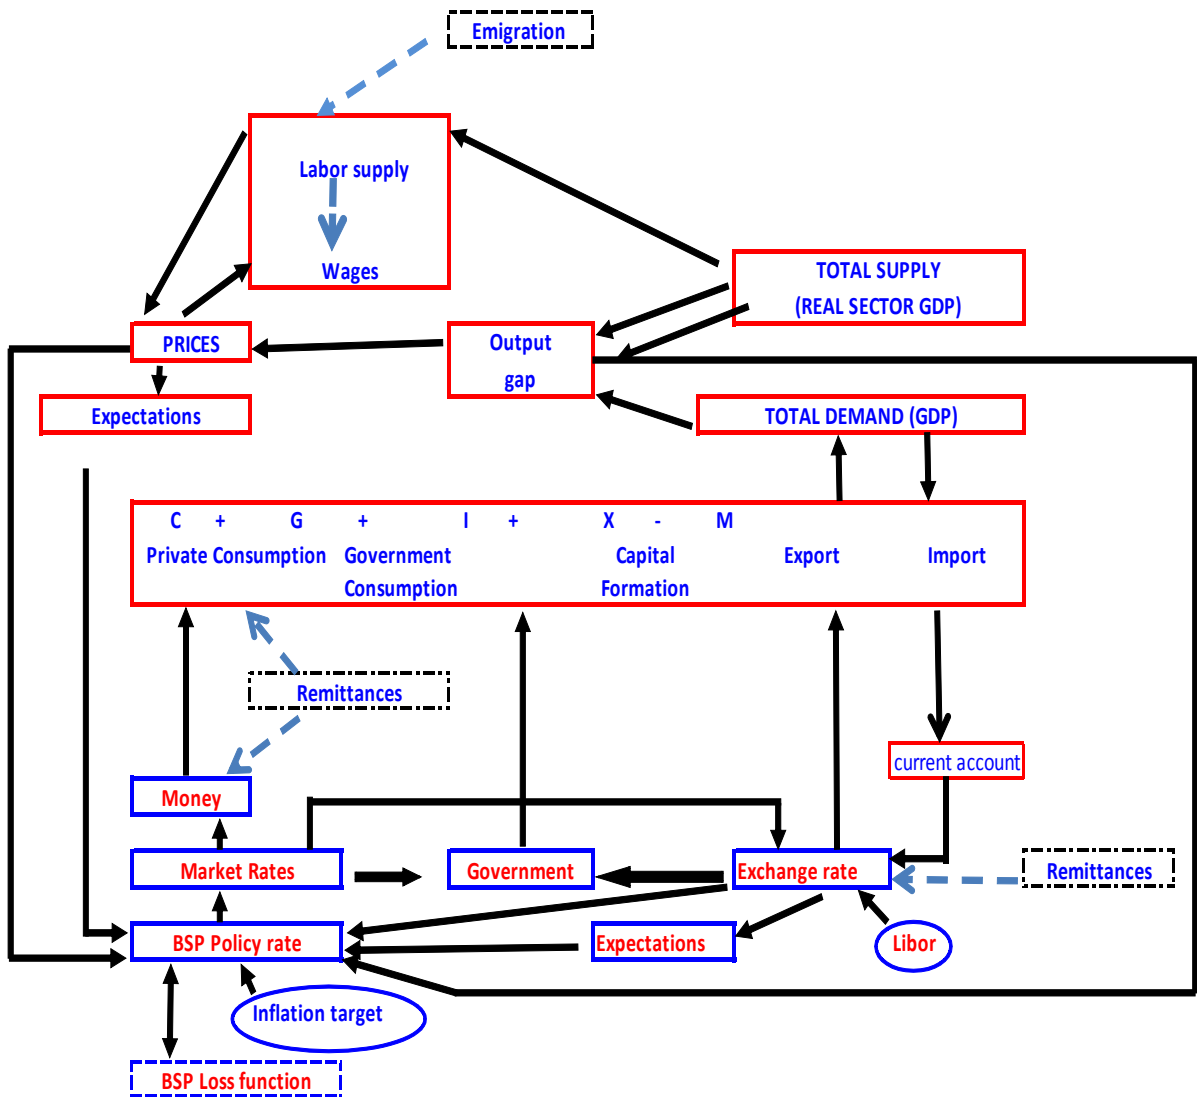 Emigration
Labor supply
Wages
TOTAL SUPPLY
(REAL SECTOR GDP)
PRICES
Output
gap
Expectations
TOTAL DEMAND (GDP)
C + G + I + X - M
Private Consumption Government Capital Export Import
Consumption Formation
Remittances
current account
Money
Market Rates Government Exchange rate Remittances
BSP Policy rate Expectations Libor
Inflation target
BSP Loss function